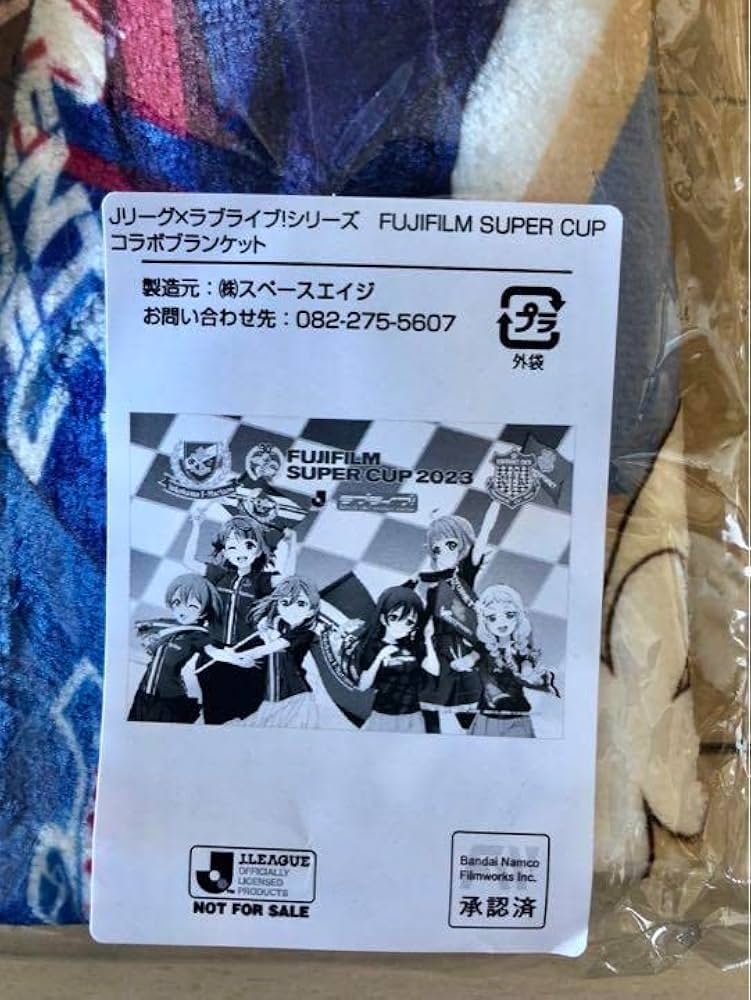 Jリーグ×ラブライブ!シリーズ FUJIFILM SUPER CUP
コラボブランケット
製造元:㈱スペースエイジ
お問い合わせ先:082-275-5607
プラ
外袋
FUJIFILM
SUPER CUP 2023
J.LEAGUE
OFFICIALLY
LICENSED
PRODUCTS
NOT FOR SALE
Bandai Namco
Filmworks Inc.
承認済